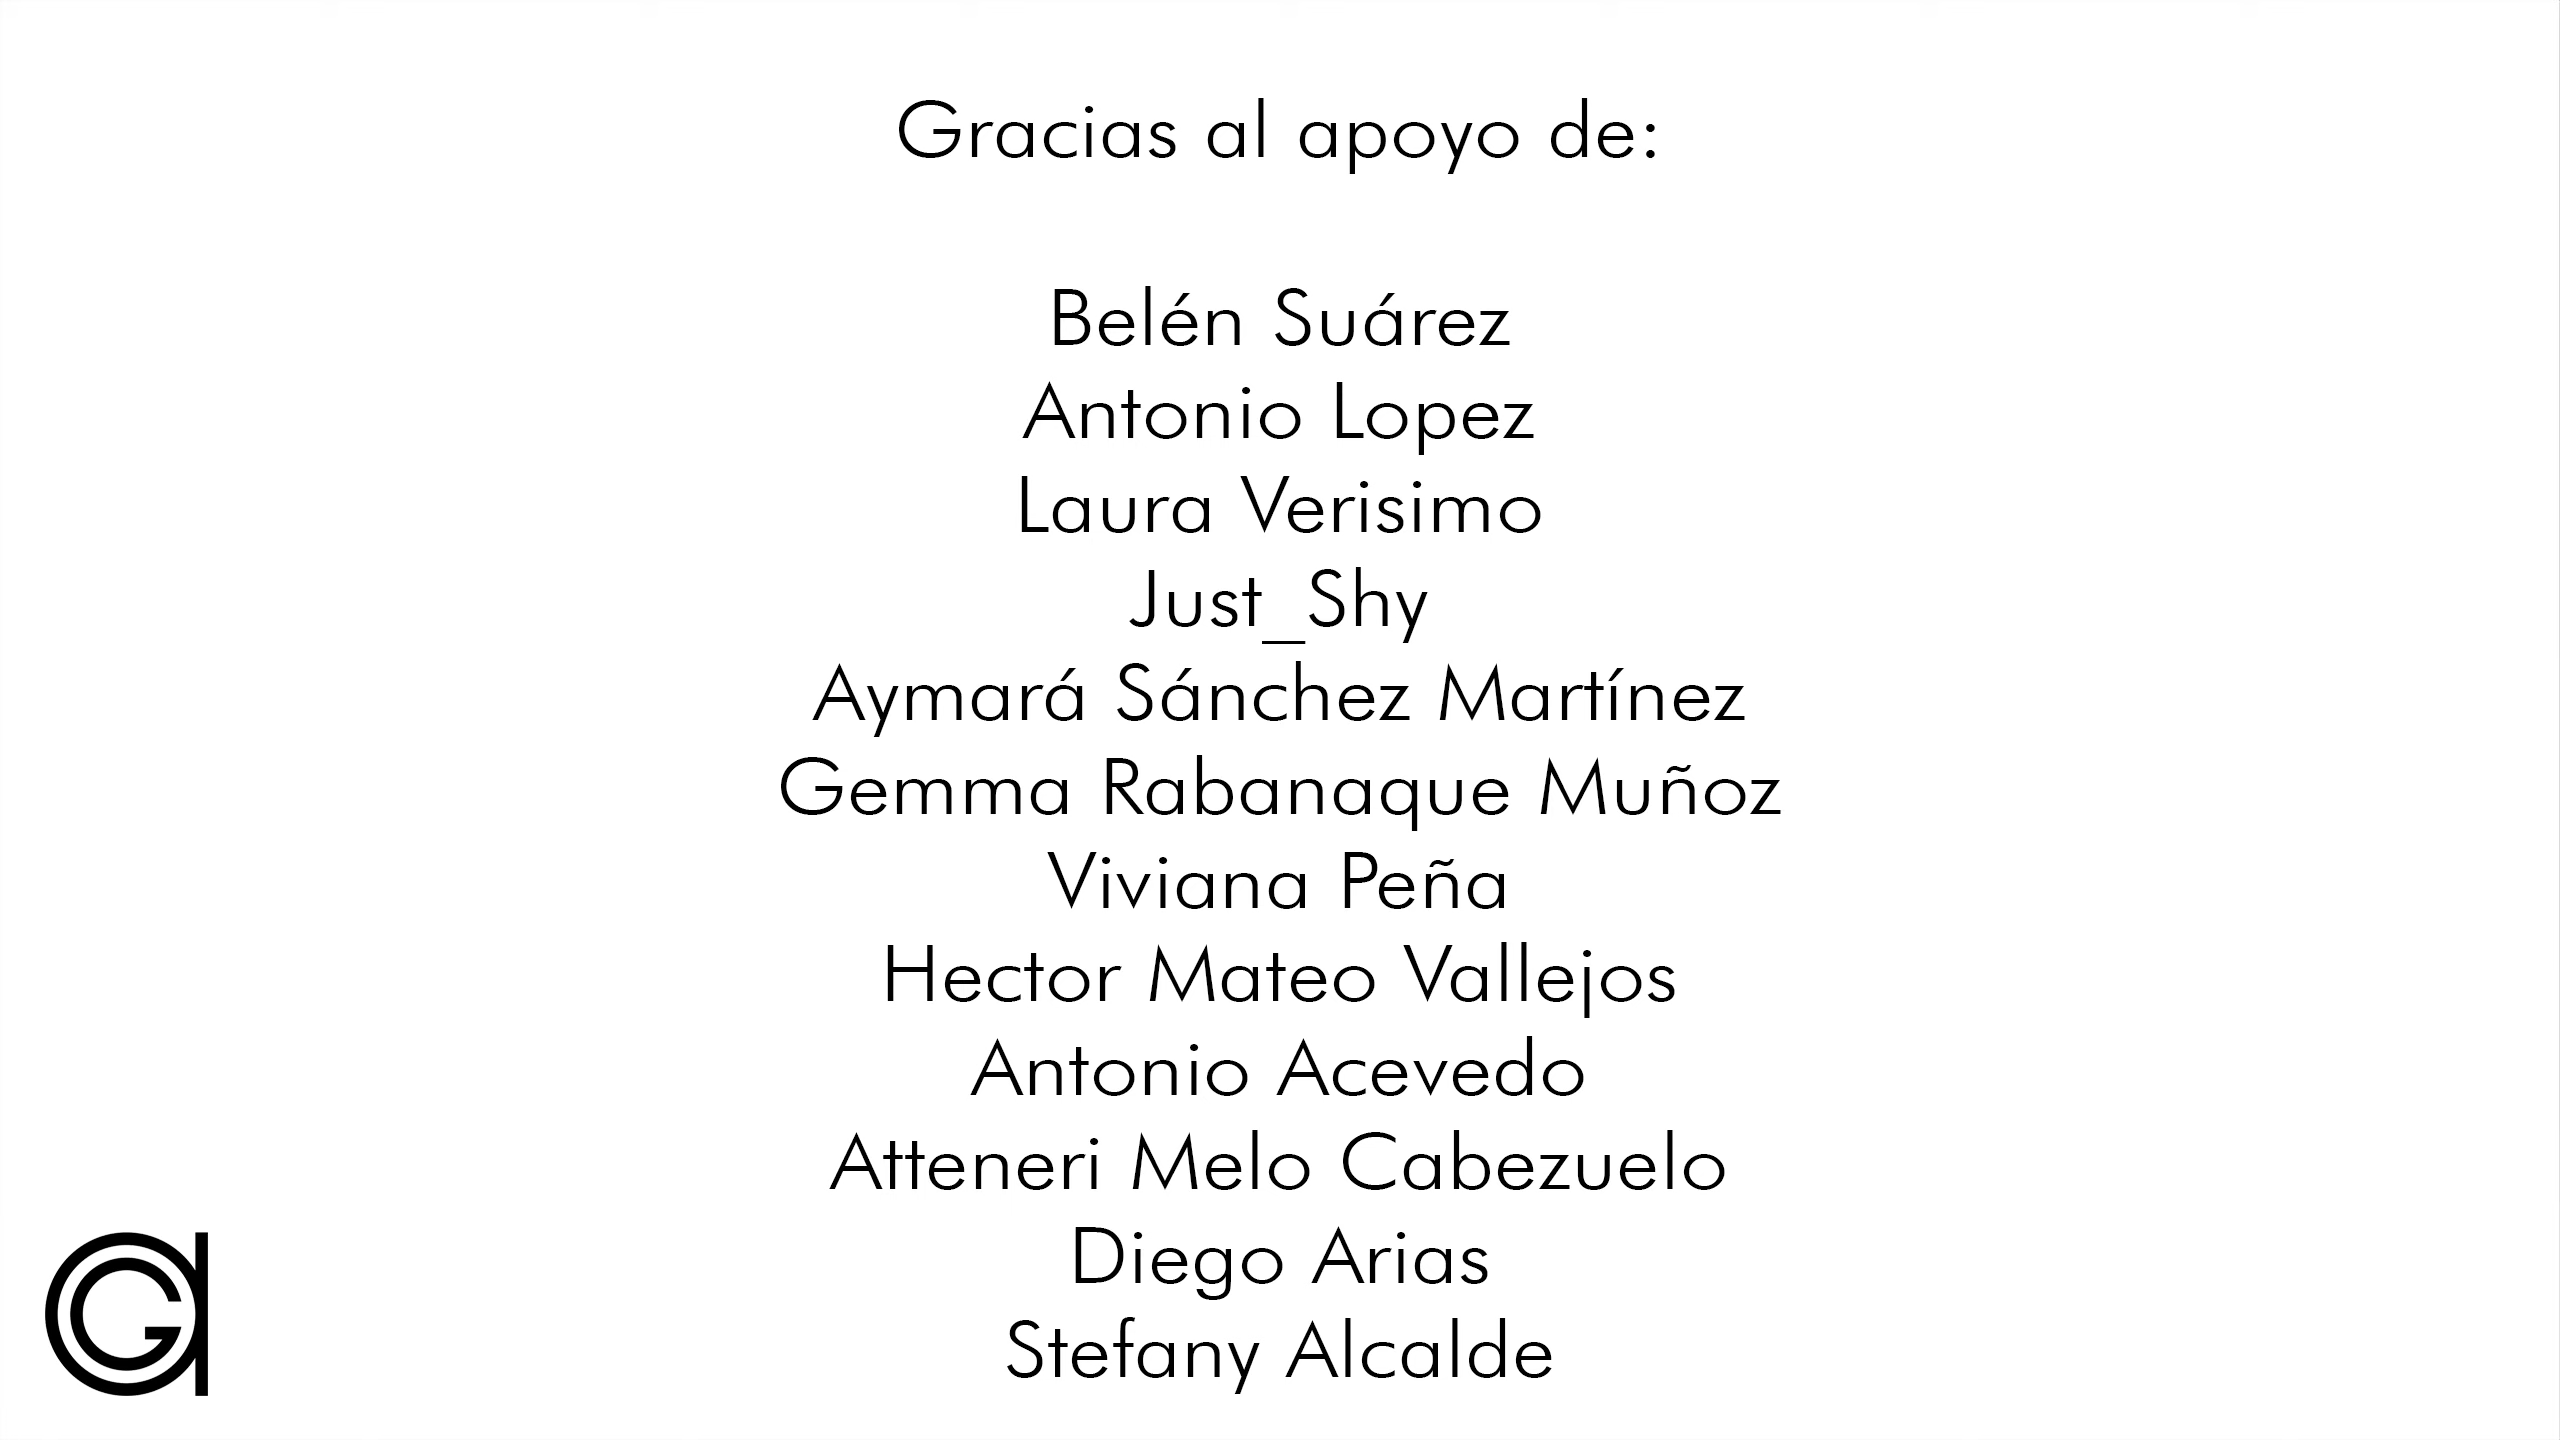 Gracias al apoyo de:
Belén Suárez
Antonio Lopez
Laura Verisimo
Just_Shy
Aymará Sánchez Martínez
Gemma Rabanaque Muñoz
Viviana Peña
Hector Mateo Vallejos
Antonio Acevedo
Atteneri Melo Cabezuelo
Diego Arias
Stefany Alcalde